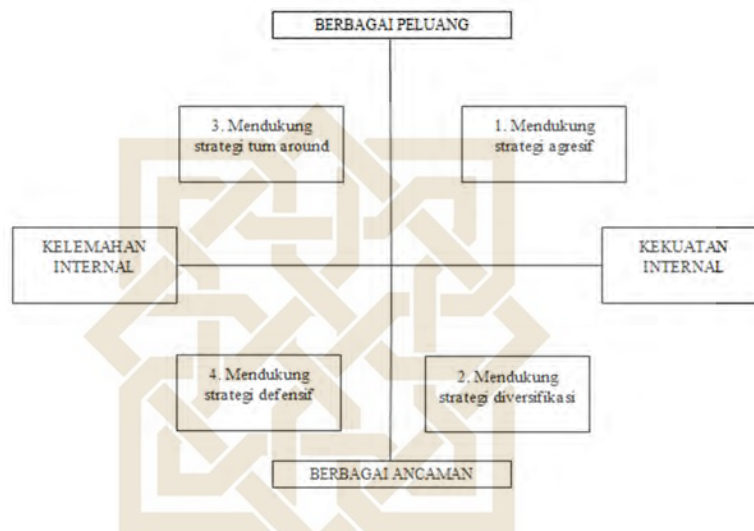 BERBAGAI PELUANG
3. Mendukung
strategi turn around
1. Mendukung
strategi agresif
KELEMAHAN
INTERNAL
KEKUATAN
INTERNAL
4. Mendukung
strategi defensif
2. Mendukung
strategi diversifikasi
BERBAGAI ANCAMAN